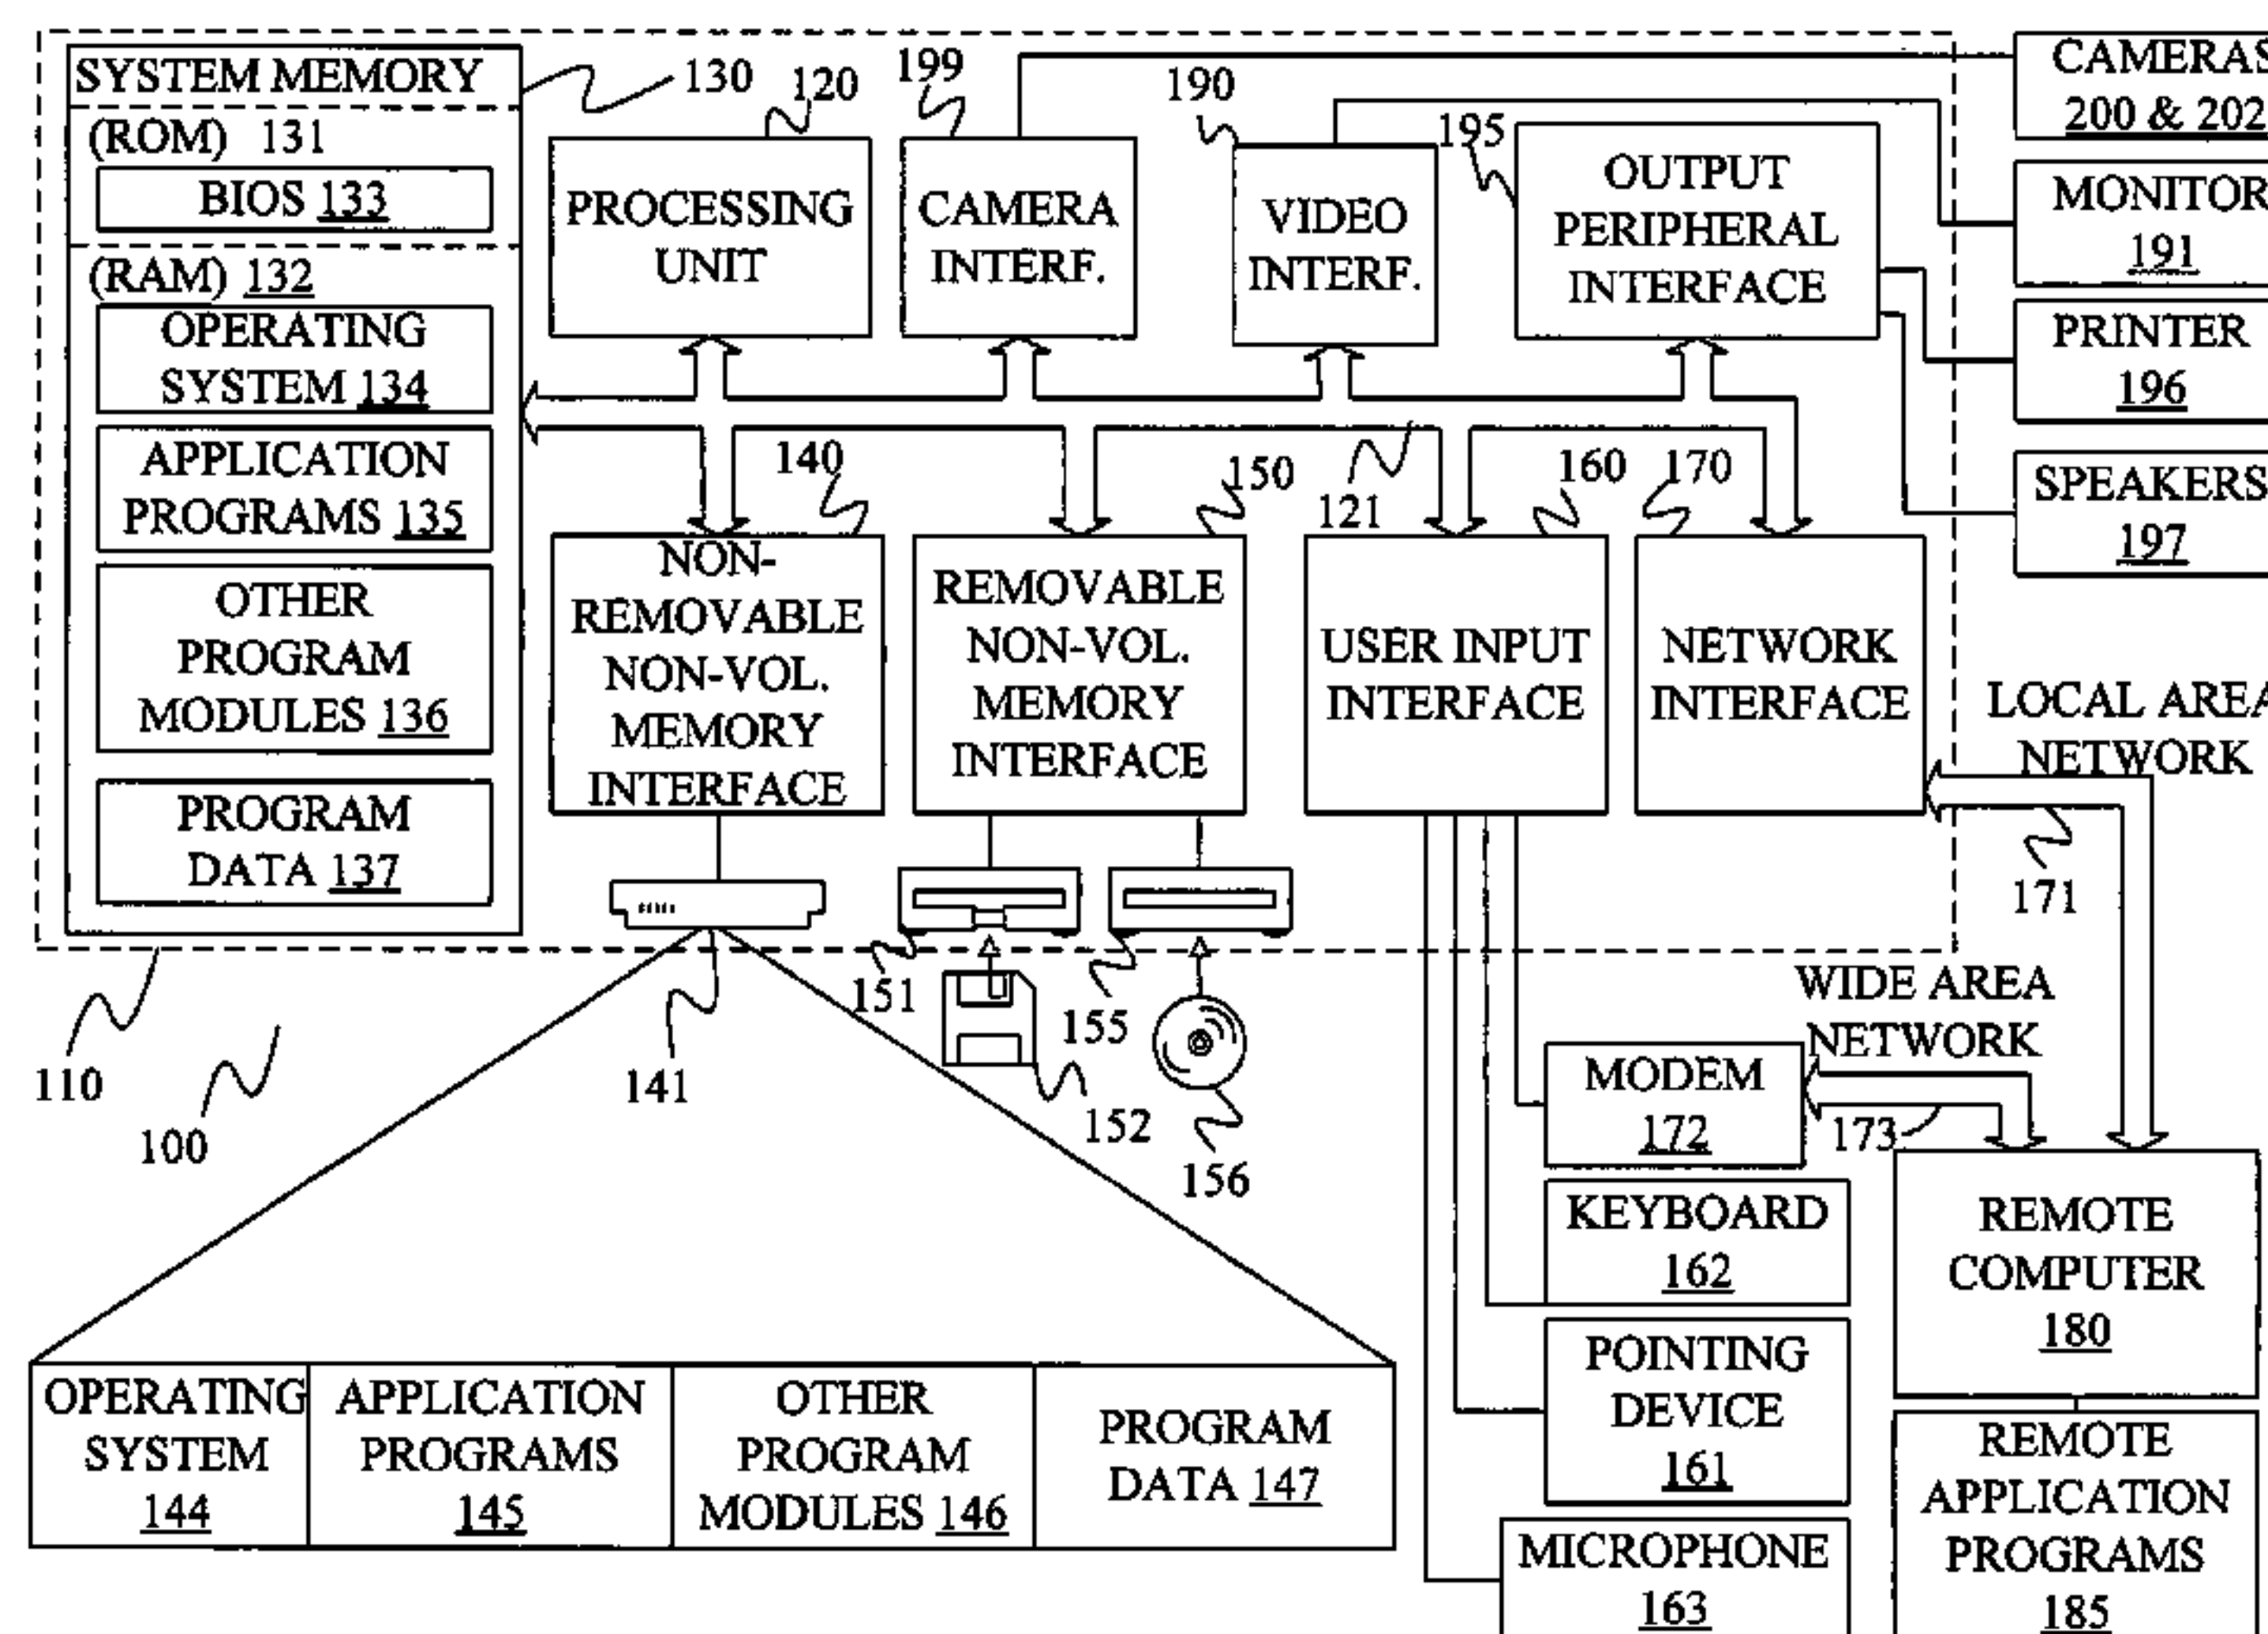 SYSTEM MEMORY
130
120
199
190
195
(ROM) 131
BIOS 133
(RAM) 132
OPERATING
SYSTEM 134
APPLICATION
PROGRAMS 135
OTHER
PROGRAM
MODULES 136
PROGRAM
DATA 137
PROCESSING
UNIT
CAMERA
INTERF.
VIDEO
INTERF.
OUTPUT
PERIPHERAL
INTERFACE
CAMERAS
200 & 202
MONITOR
191
PRINTER
196
SPEAKERS
197
140
150
121
160
170
NON-
REMOVABLE
NON-VOL.
MEMORY
INTERFACE
REMOVABLE
NON-VOL.
MEMORY
INTERFACE
USER INPUT
INTERFACE
NETWORK
INTERFACE
LOCAL AREA
NETWORK
171
110
100
141
151
152
155
156
WIDE AREA
NETWORK
173
MODEM
172
KEYBOARD
162
POINTING
DEVICE
161
MICROPHONE
163
REMOTE
COMPUTER
180
REMOTE
APPLICATION
PROGRAMS
185
OPERATING
SYSTEM
144
APPLICATION
PROGRAMS
145
OTHER
PROGRAM
MODULES 146
PROGRAM
DATA 147